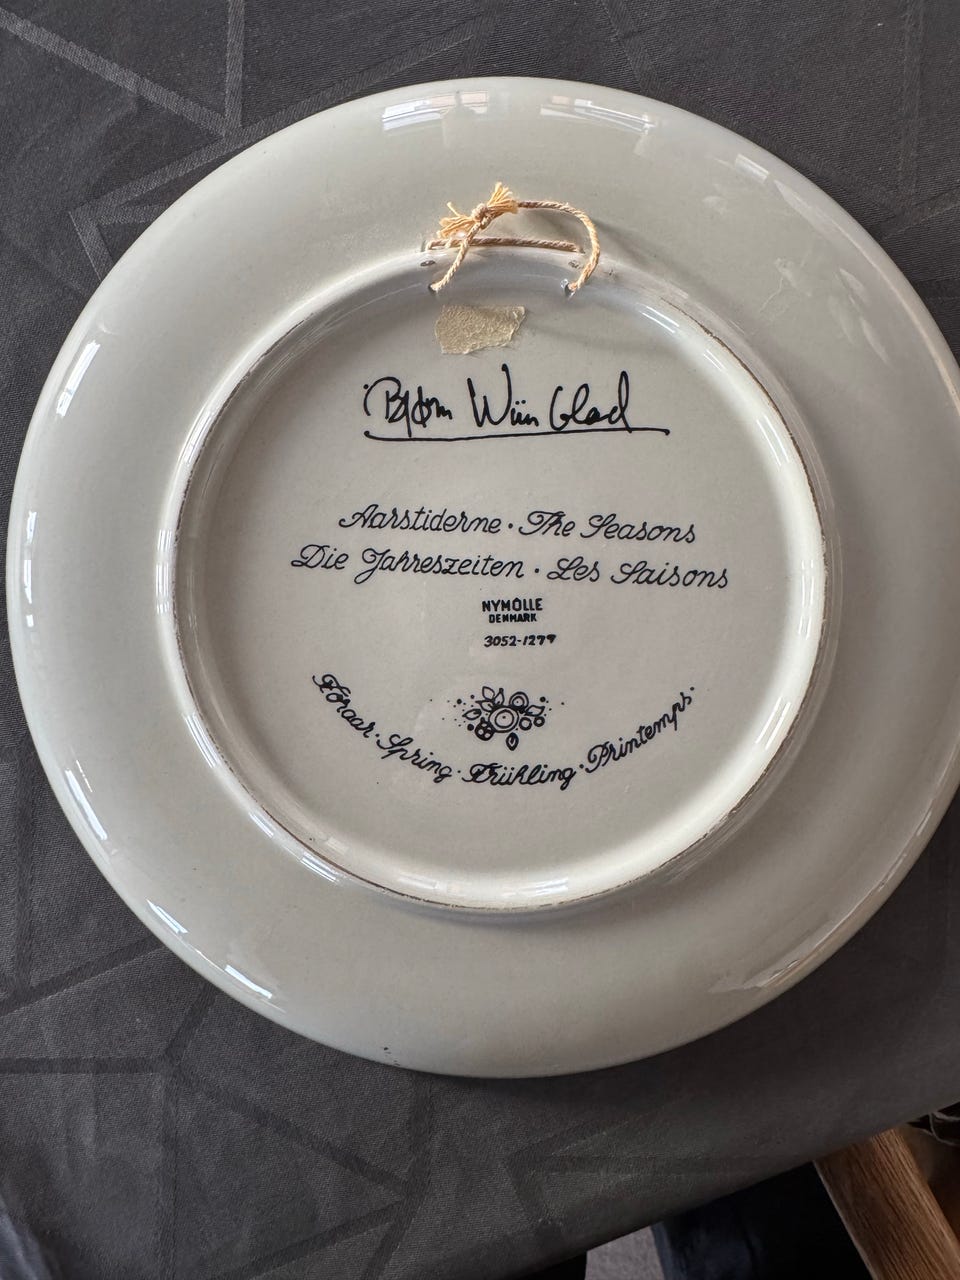 Bjørn Wiinblad
Aarstiderne · The Seasons
Die Jahreszeiten · Les Saisons
NYMÖLLE
DENMARK
3052-1279
Foraar · Spring · Frühling · Printemps